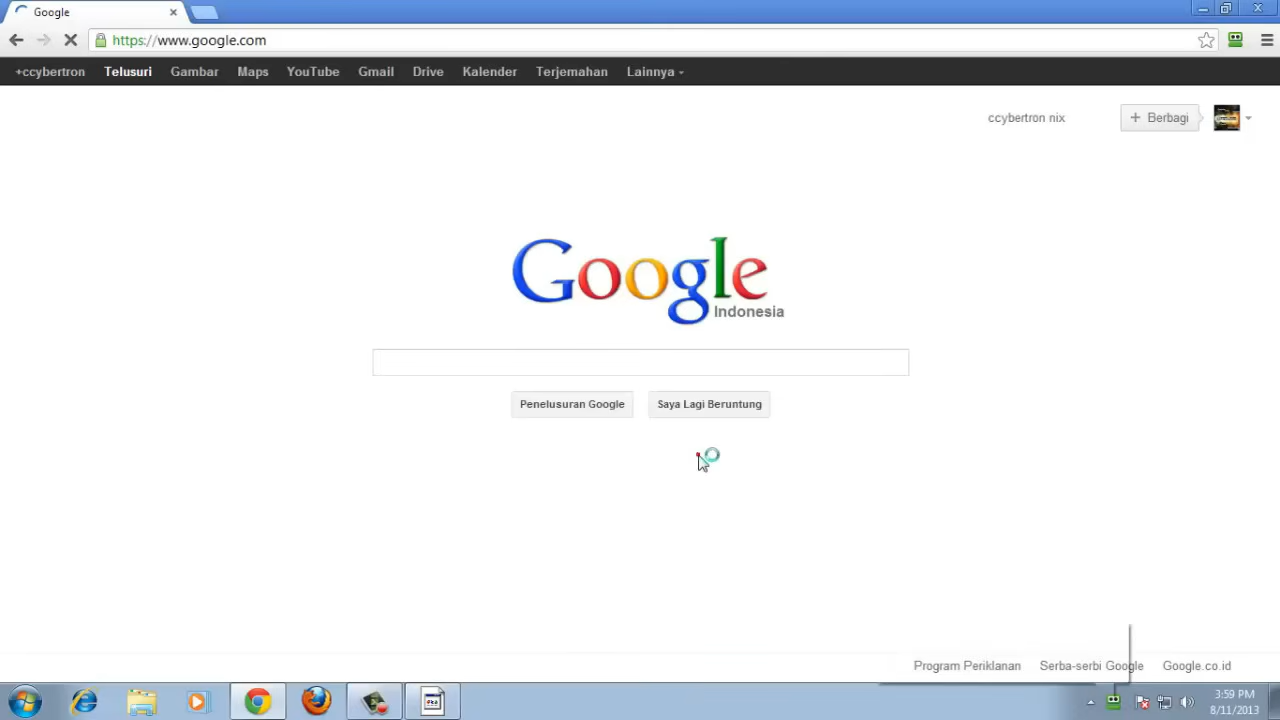 Google
https://www.google.com
+ccybertron Telusuri Gambar Maps YouTube Gmail Drive Kalender Terjemahan Lainnya
ccybertron nix + Berbagi
Google
Indonesia
Penelusuran Google Saya Lagi Beruntung
Program Periklanan Serba-serbi Google Google.co.id
3:59 PM
8/11/2013